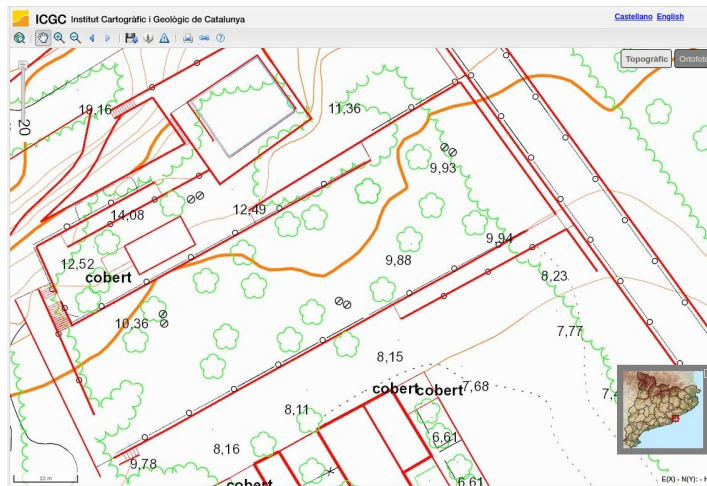 ICGC Institut Cartogràfic i Geològic de Catalunya
Castellano English
Topogràfic
19,16
11,36
20
9,93
14,08
12,49
9,94
12,52
9,88
cobert
8,23
10,36
7,77
8,15
cobert cobert 7,68
8,11
6,61
8,16
9,78
6,61
cobert
10 m
E(X) - N(Y): - H